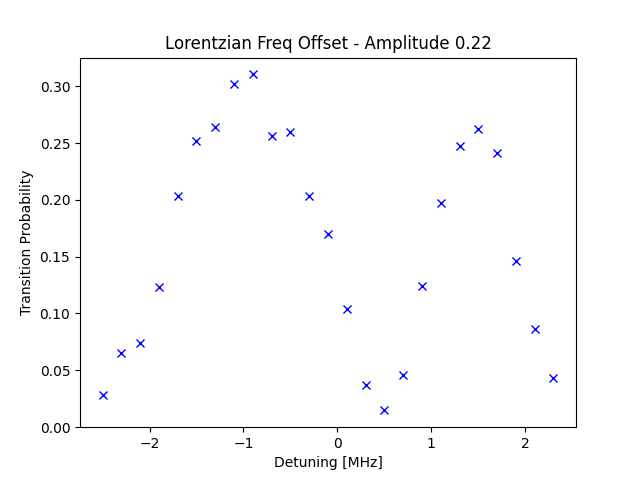 Lorentzian Freq Offset - Amplitude 0.22
Transition Probability
0.30
0.25
0.20
0.15
0.10
0.05
0.00
−2 −1 0 1 2
Detuning [MHz]